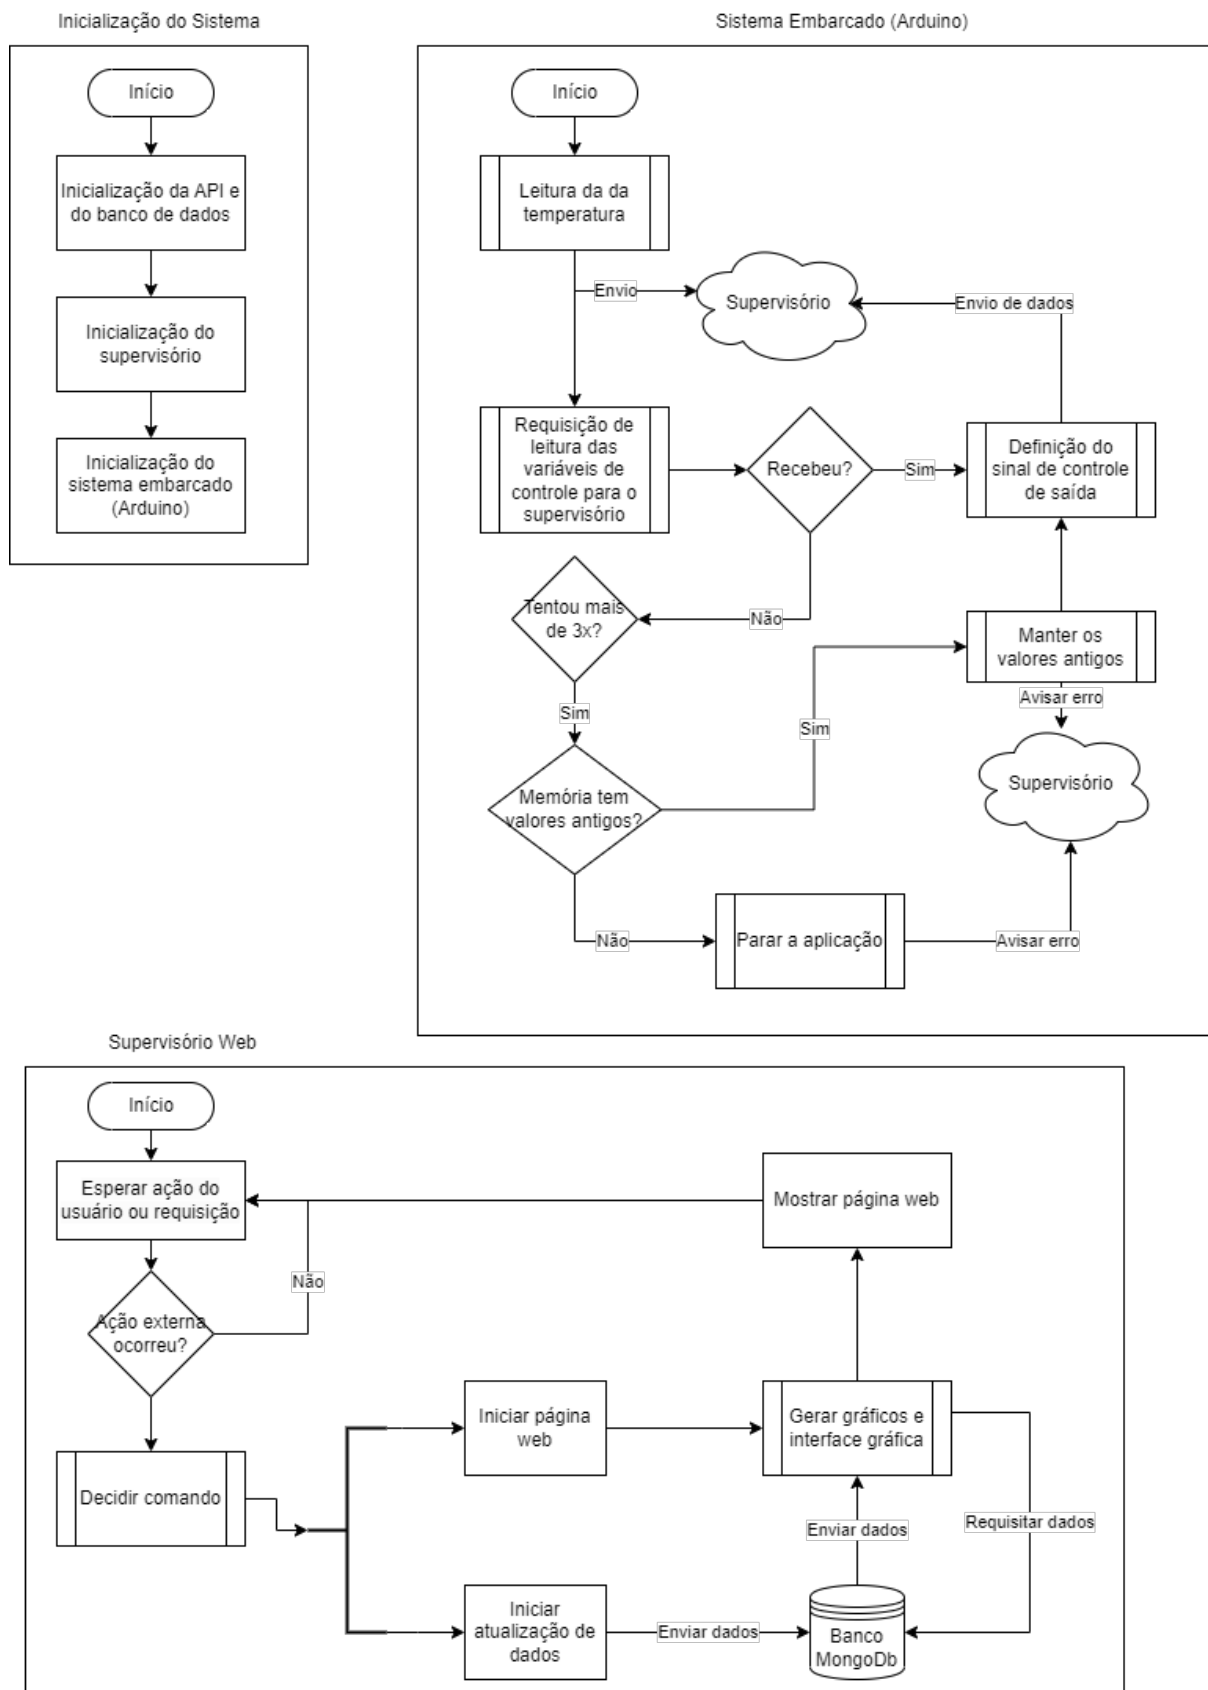 Inicialização do Sistema
Início
Inicialização da API e
do banco de dados
Inicialização do
supervisório
Inicialização do
sistema embarcado
(Arduino)
Sistema Embarcado (Arduino)
Início
Leitura da da
temperatura
Envio
Supervisório
Envio de dados
Requisição de
leitura das
variáveis de
controle para o
supervisório
Recebeu?
Sim
Definição do
sinal de controle
de saída
Não
Tentou mais
de 3x?
Sim
Manter os
valores antigos
Avisar erro
Sim
Supervisório
Memória tem
valores antigos?
Não
Parar a aplicação
Avisar erro
Supervisório Web
Início
Esperar ação do
usuário ou requisição
Mostrar página web
Não
Ação externa
ocorreu?
Iniciar página
web
Gerar gráficos e
interface gráfica
Decidir comando
Enviar dados
Requisitar dados
Iniciar
atualização de
dados
Enviar dados
Banco
MongoDb